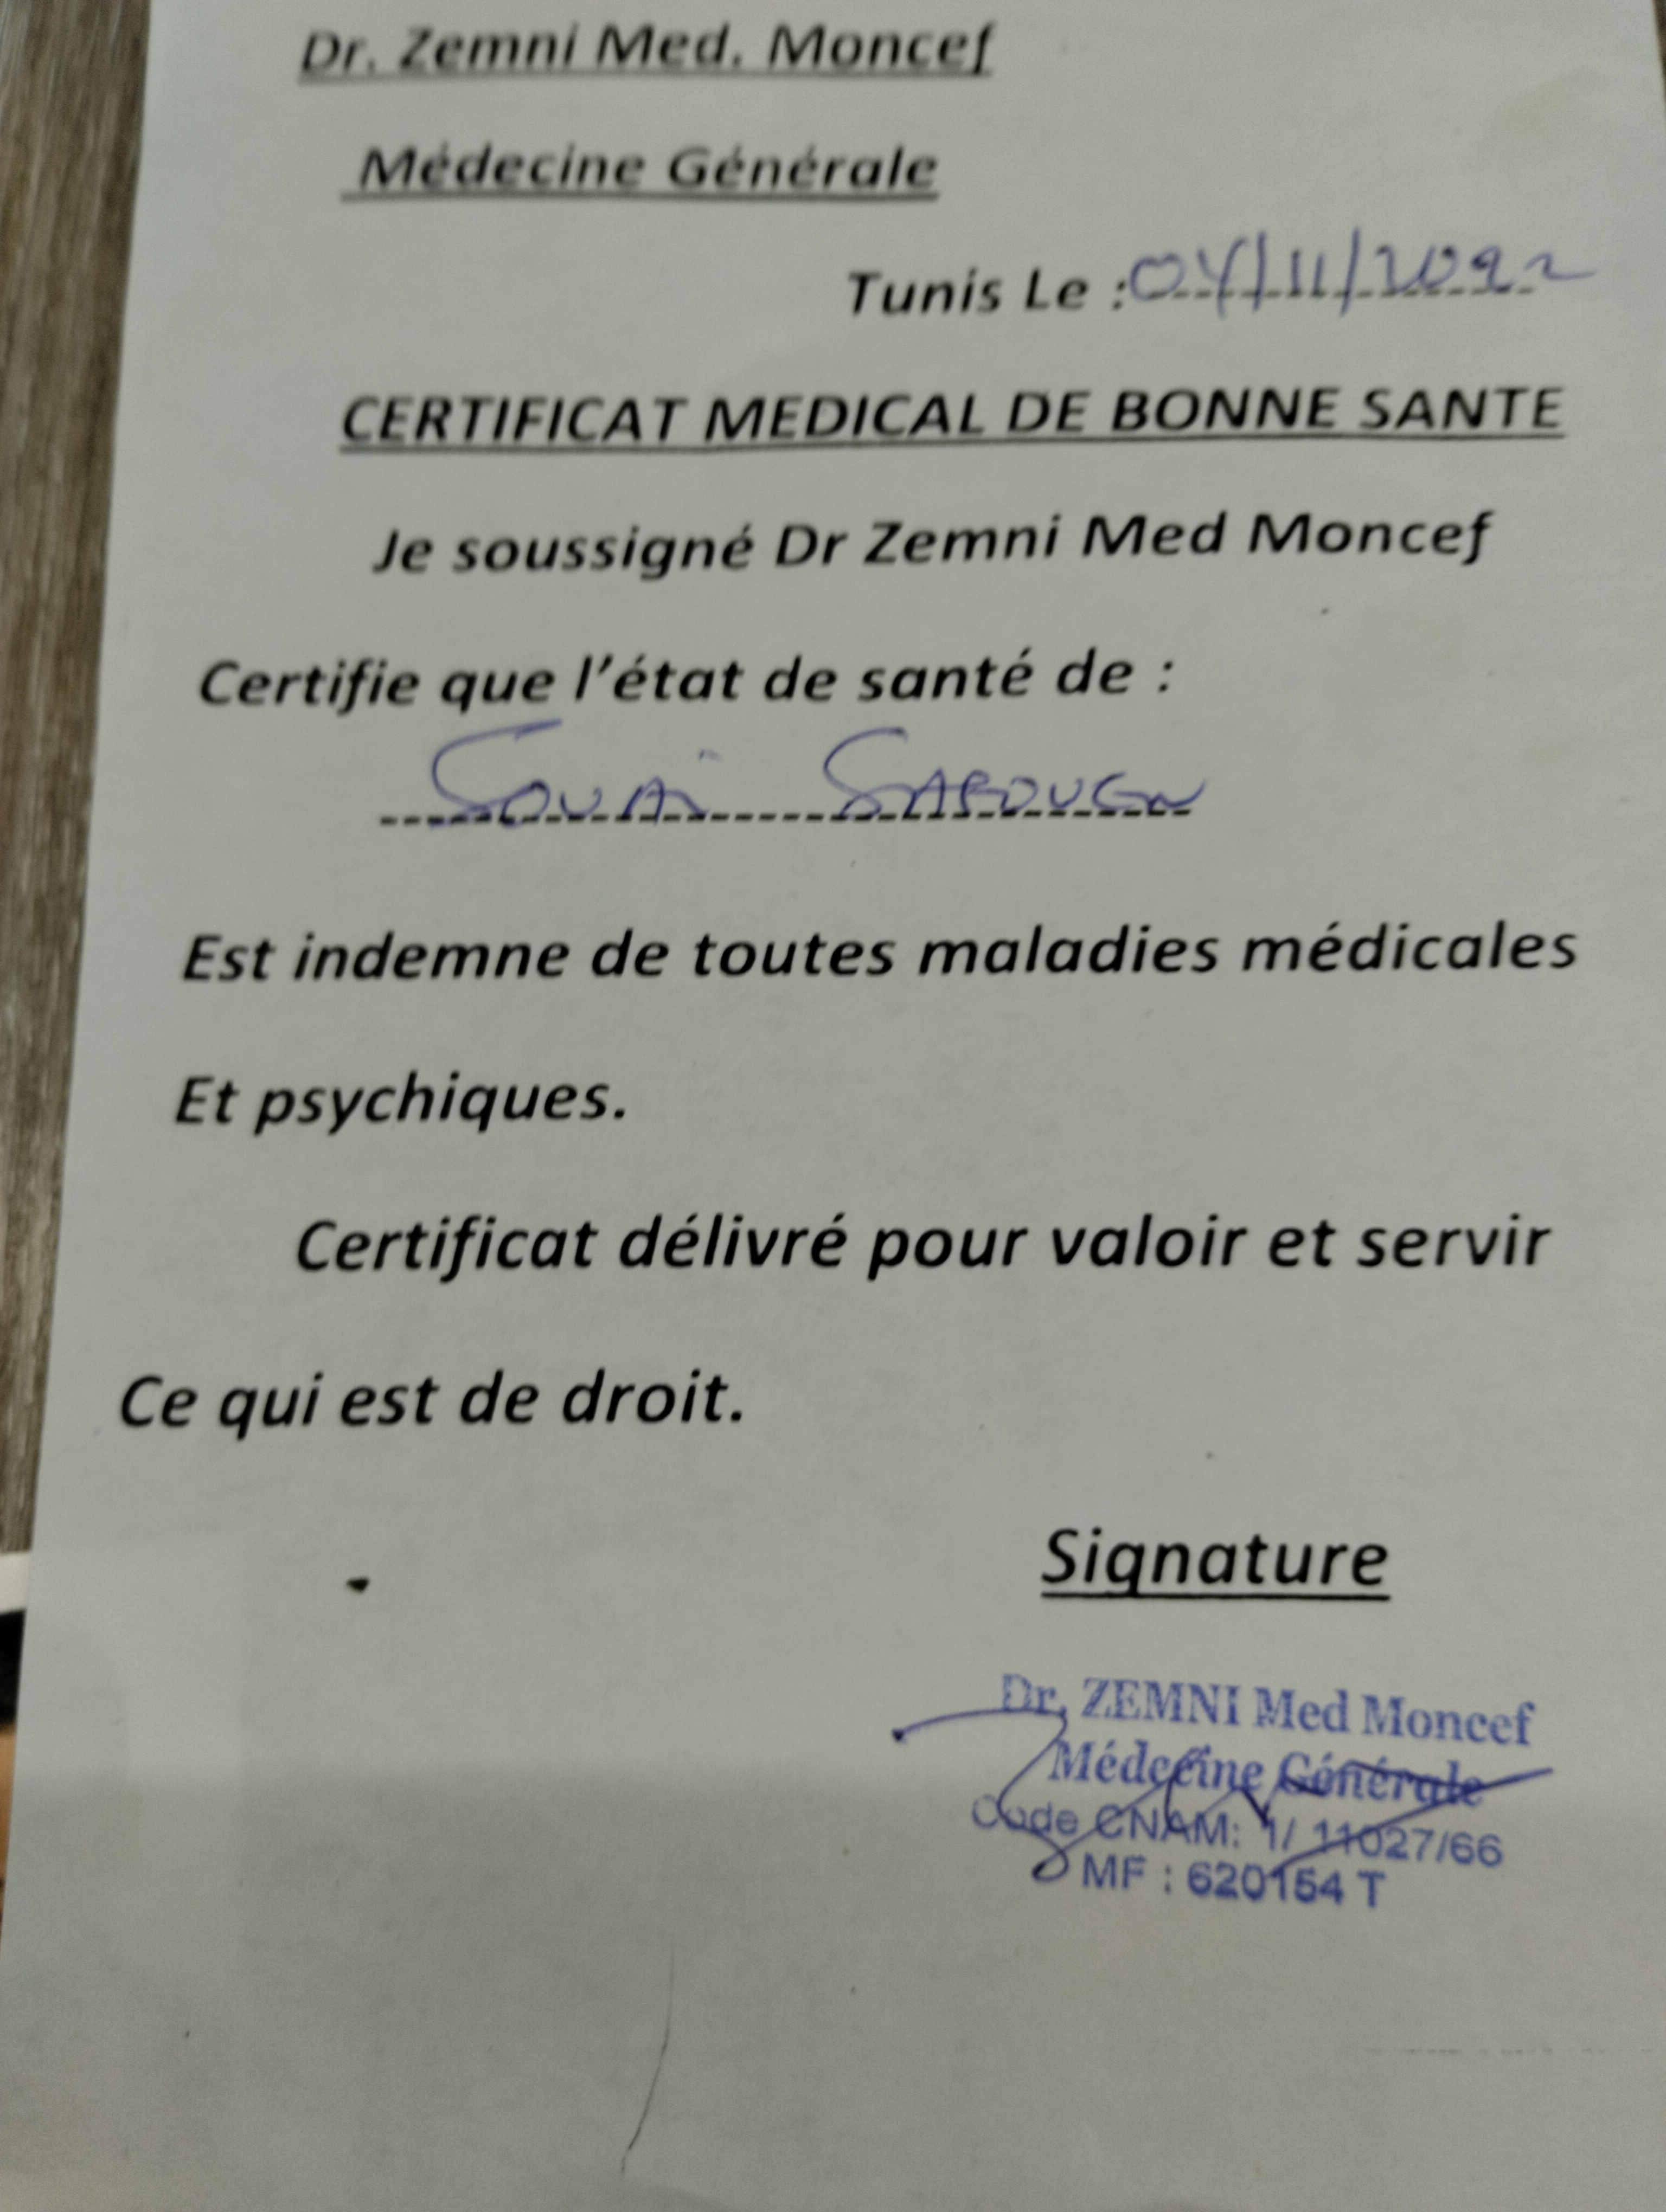 Dr. Zemni Med. Moncef
Médecine Générale
Tunis Le : 04/11/2022
CERTIFICAT MEDICAL DE BONNE SANTE
Je soussigné Dr Zemni Med Moncef
Certifie que l'état de santé de :
Est indemne de toutes maladies médicales
Et psychiques.
Certificat délivré pour valoir et servir
Ce qui est de droit.
Signature
Dr. ZEMNI Med Moncef
Médecine Générale
Code CNAM: 1/ 11027/66
MF : 620154 T